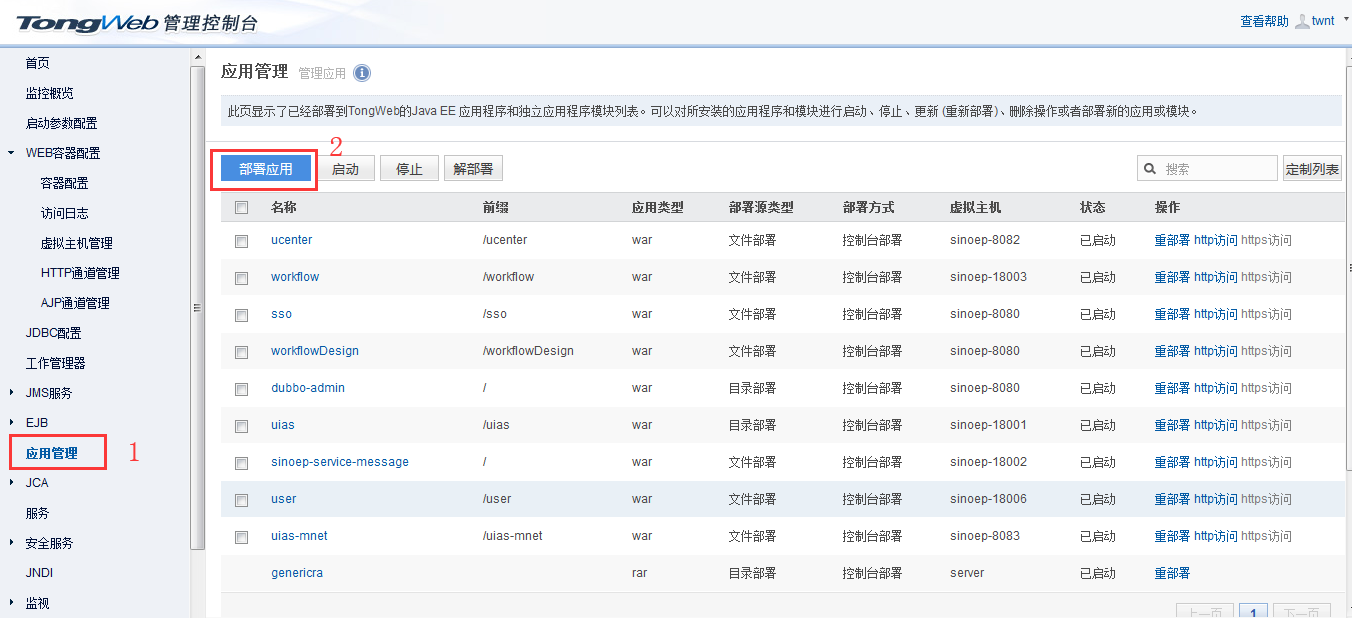 TongWeb 管理控制台
查看帮助 twnt
首页
监控概览
启动参数配置
WEB容器配置
容器配置
访问日志
虚拟主机管理
HTTP通道管理
AJP通道管理
JDBC配置
工作管理器
JMS服务
EJB
应用管理 1
JCA
服务
安全服务
JNDI
监视
应用管理 管理应用
此页显示了已经部署到TongWeb的Java EE 应用程序和独立应用程序模块列表。可以对所安装的应用程序和模块进行启动、停止、更新 (重新部署)、删除操作或者部署新的应用或模块。
2
部署应用 启动 停止 解部署 搜索 定制列表
名称 前缀 应用类型 部署源类型 部署方式 虚拟主机 状态 操作
ucenter /ucenter war 文件部署 控制台部署 sinoep-8082 已启动 重部署 http访问 https访问
workflow /workflow war 文件部署 控制台部署 sinoep-18003 已启动 重部署 http访问 https访问
sso /sso war 文件部署 控制台部署 sinoep-8080 已启动 重部署 http访问 https访问
workflowDesign /workflowDesign war 文件部署 控制台部署 sinoep-8080 已启动 重部署 http访问 https访问
dubbo-admin / war 目录部署 控制台部署 sinoep-8080 已启动 重部署 http访问 https访问
uias /uias war 目录部署 控制台部署 sinoep-18001 已启动 重部署 http访问 https访问
sinoep-service-message / war 文件部署 控制台部署 sinoep-18002 已启动 重部署 http访问 https访问
user /user war 文件部署 控制台部署 sinoep-18006 已启动 重部署 http访问 https访问
uias-mnet /uias-mnet war 文件部署 控制台部署 sinoep-8083 已启动 重部署 http访问 https访问
genericra rar 目录部署 控制台部署 server 已启动 重部署
上一页 1 下一页